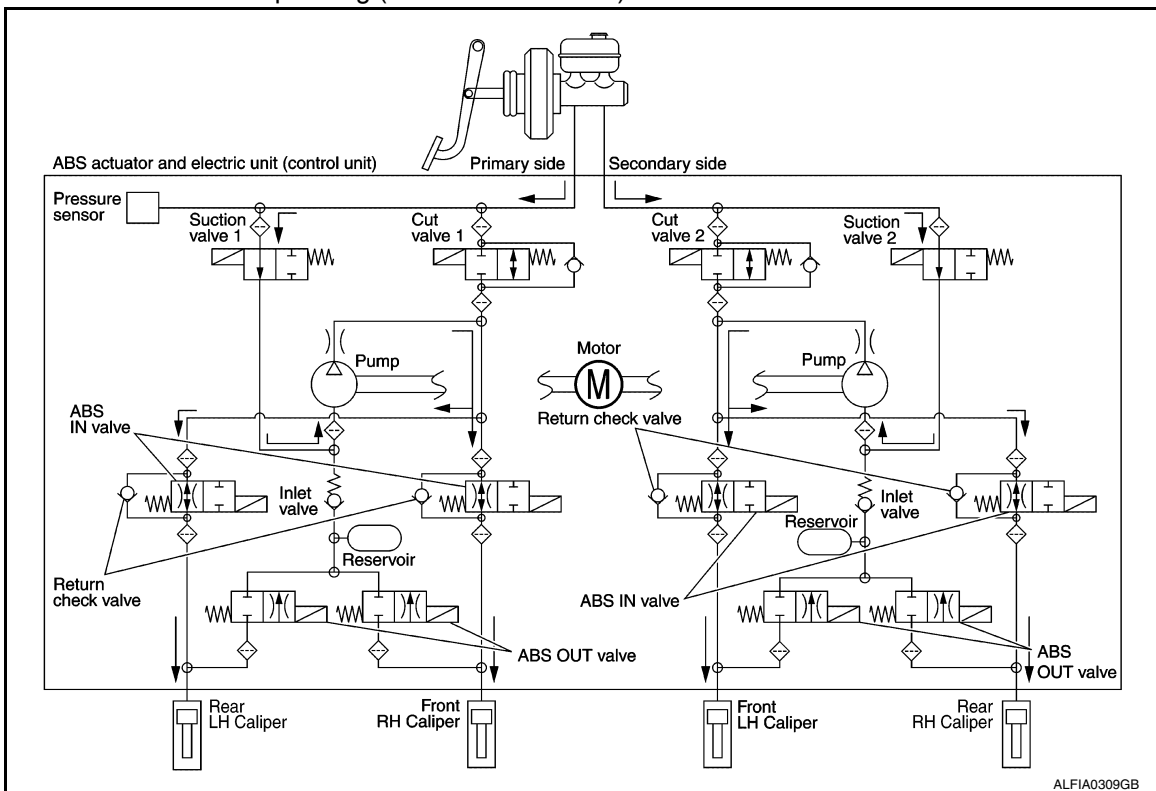 ABS actuator and electric unit (control unit)
Primary side
Secondary side
Pressure
sensor
Suction
valve 1
Cut
valve 1
Cut
valve 2
Suction
valve 2
Pump
Motor
M
Pump
Return check valve
ABS
IN valve
Inlet
valve
Reservoir
Inlet
valve
Reservoir
Return
check valve
ABS IN valve
ABS OUT valve
ABS
OUT valve
Rear
LH Caliper
Front
RH Caliper
Front
LH Caliper
Rear
RH Caliper
ALFIA0309GB